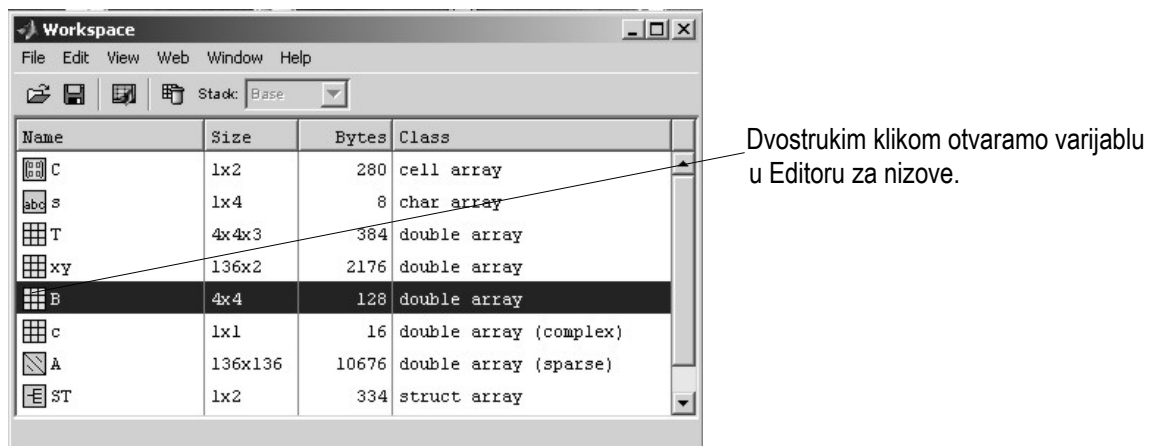 Workspace
File Edit View Web Window Help
Stack: Base
Name Size Bytes Class
C 1x2 280 cell array
abc s 1x4 8 char array
T 4x4x3 384 double array
xy 136x2 2176 double array
B 4x4 128 double array
c 1x1 16 double array (complex)
A 136x136 10676 double array (sparse)
ST 1x2 334 struct array
Dvostrukim klikom otvaramo varijablu
u Editoru za nizove.